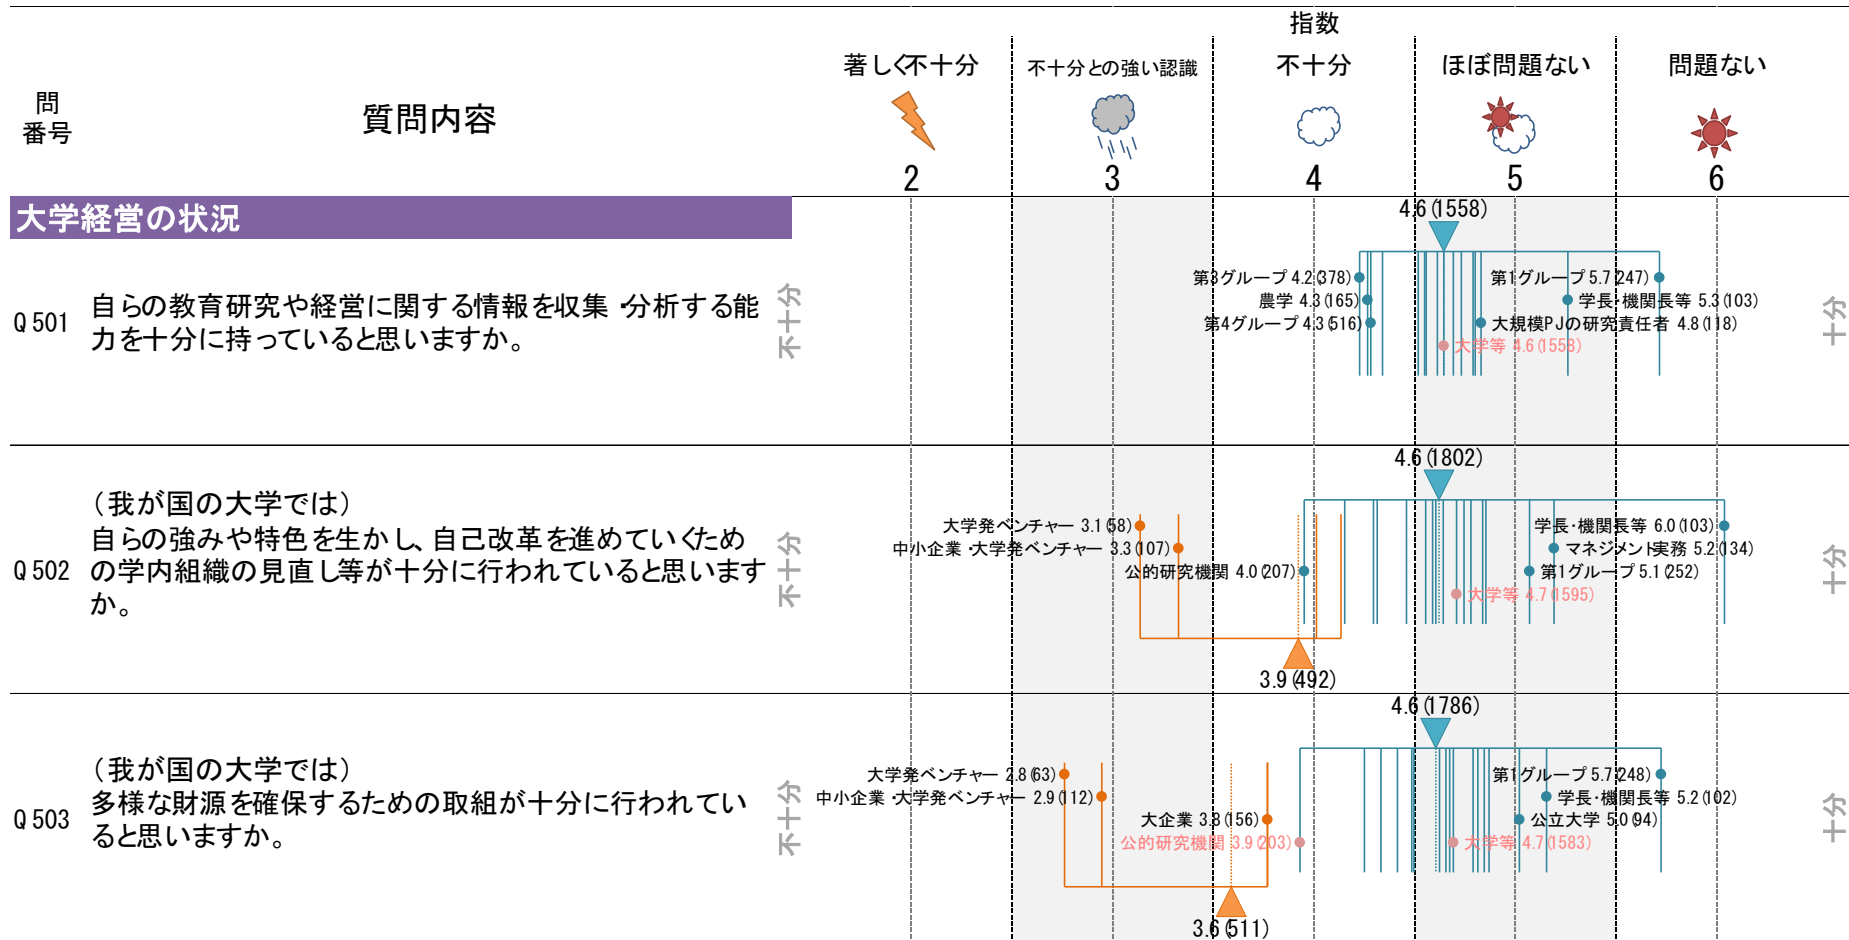 指数
著しく不十分
不十分との強い認識
不十分
ほぼ問題ない
問題ない
問
番号
質問内容
2
3
4
5
6
大学経営の状況
4.6(1558)
Q501
自らの教育研究や経営に関する情報を収集・分析する能
力を十分に持っていると思いますか。
不十分
第3グループ 4.2(378)
農学 4.3(165)
第4グループ 4.3(516)
第1グループ 5.7(247)
学長・機関長等 5.3(103)
大規模PJの研究責任者 4.8(118)
大学等 4.6(1558)
十分
4.6(1802)
Q502
（我が国の大学では）
自らの強みや特色を生かし、自己改革を進めていくため
の学内組織の見直し等が十分に行われていると思います
か。
不十分
大学発ベンチャー 3.1(58)
中小企業・大学発ベンチャー 3.3(107)
公的研究機関 4.0(207)
学長・機関長等 6.0(103)
マネジメント実務 5.2(134)
第1グループ 5.1(252)
大学等 4.7(1595)
十分
3.9(492)
4.6(1786)
Q503
（我が国の大学では）
多様な財源を確保するための取組が十分に行われてい
ると思いますか。
不十分
大学発ベンチャー 2.8(63)
中小企業・大学発ベンチャー 2.9(112)
大企業 3.8(156)
公的研究機関 3.9(203)
第1グループ 5.7(248)
学長・機関長等 5.2(102)
公立大学 5.0(94)
大学等 4.7(1583)
十分
3.6(511)